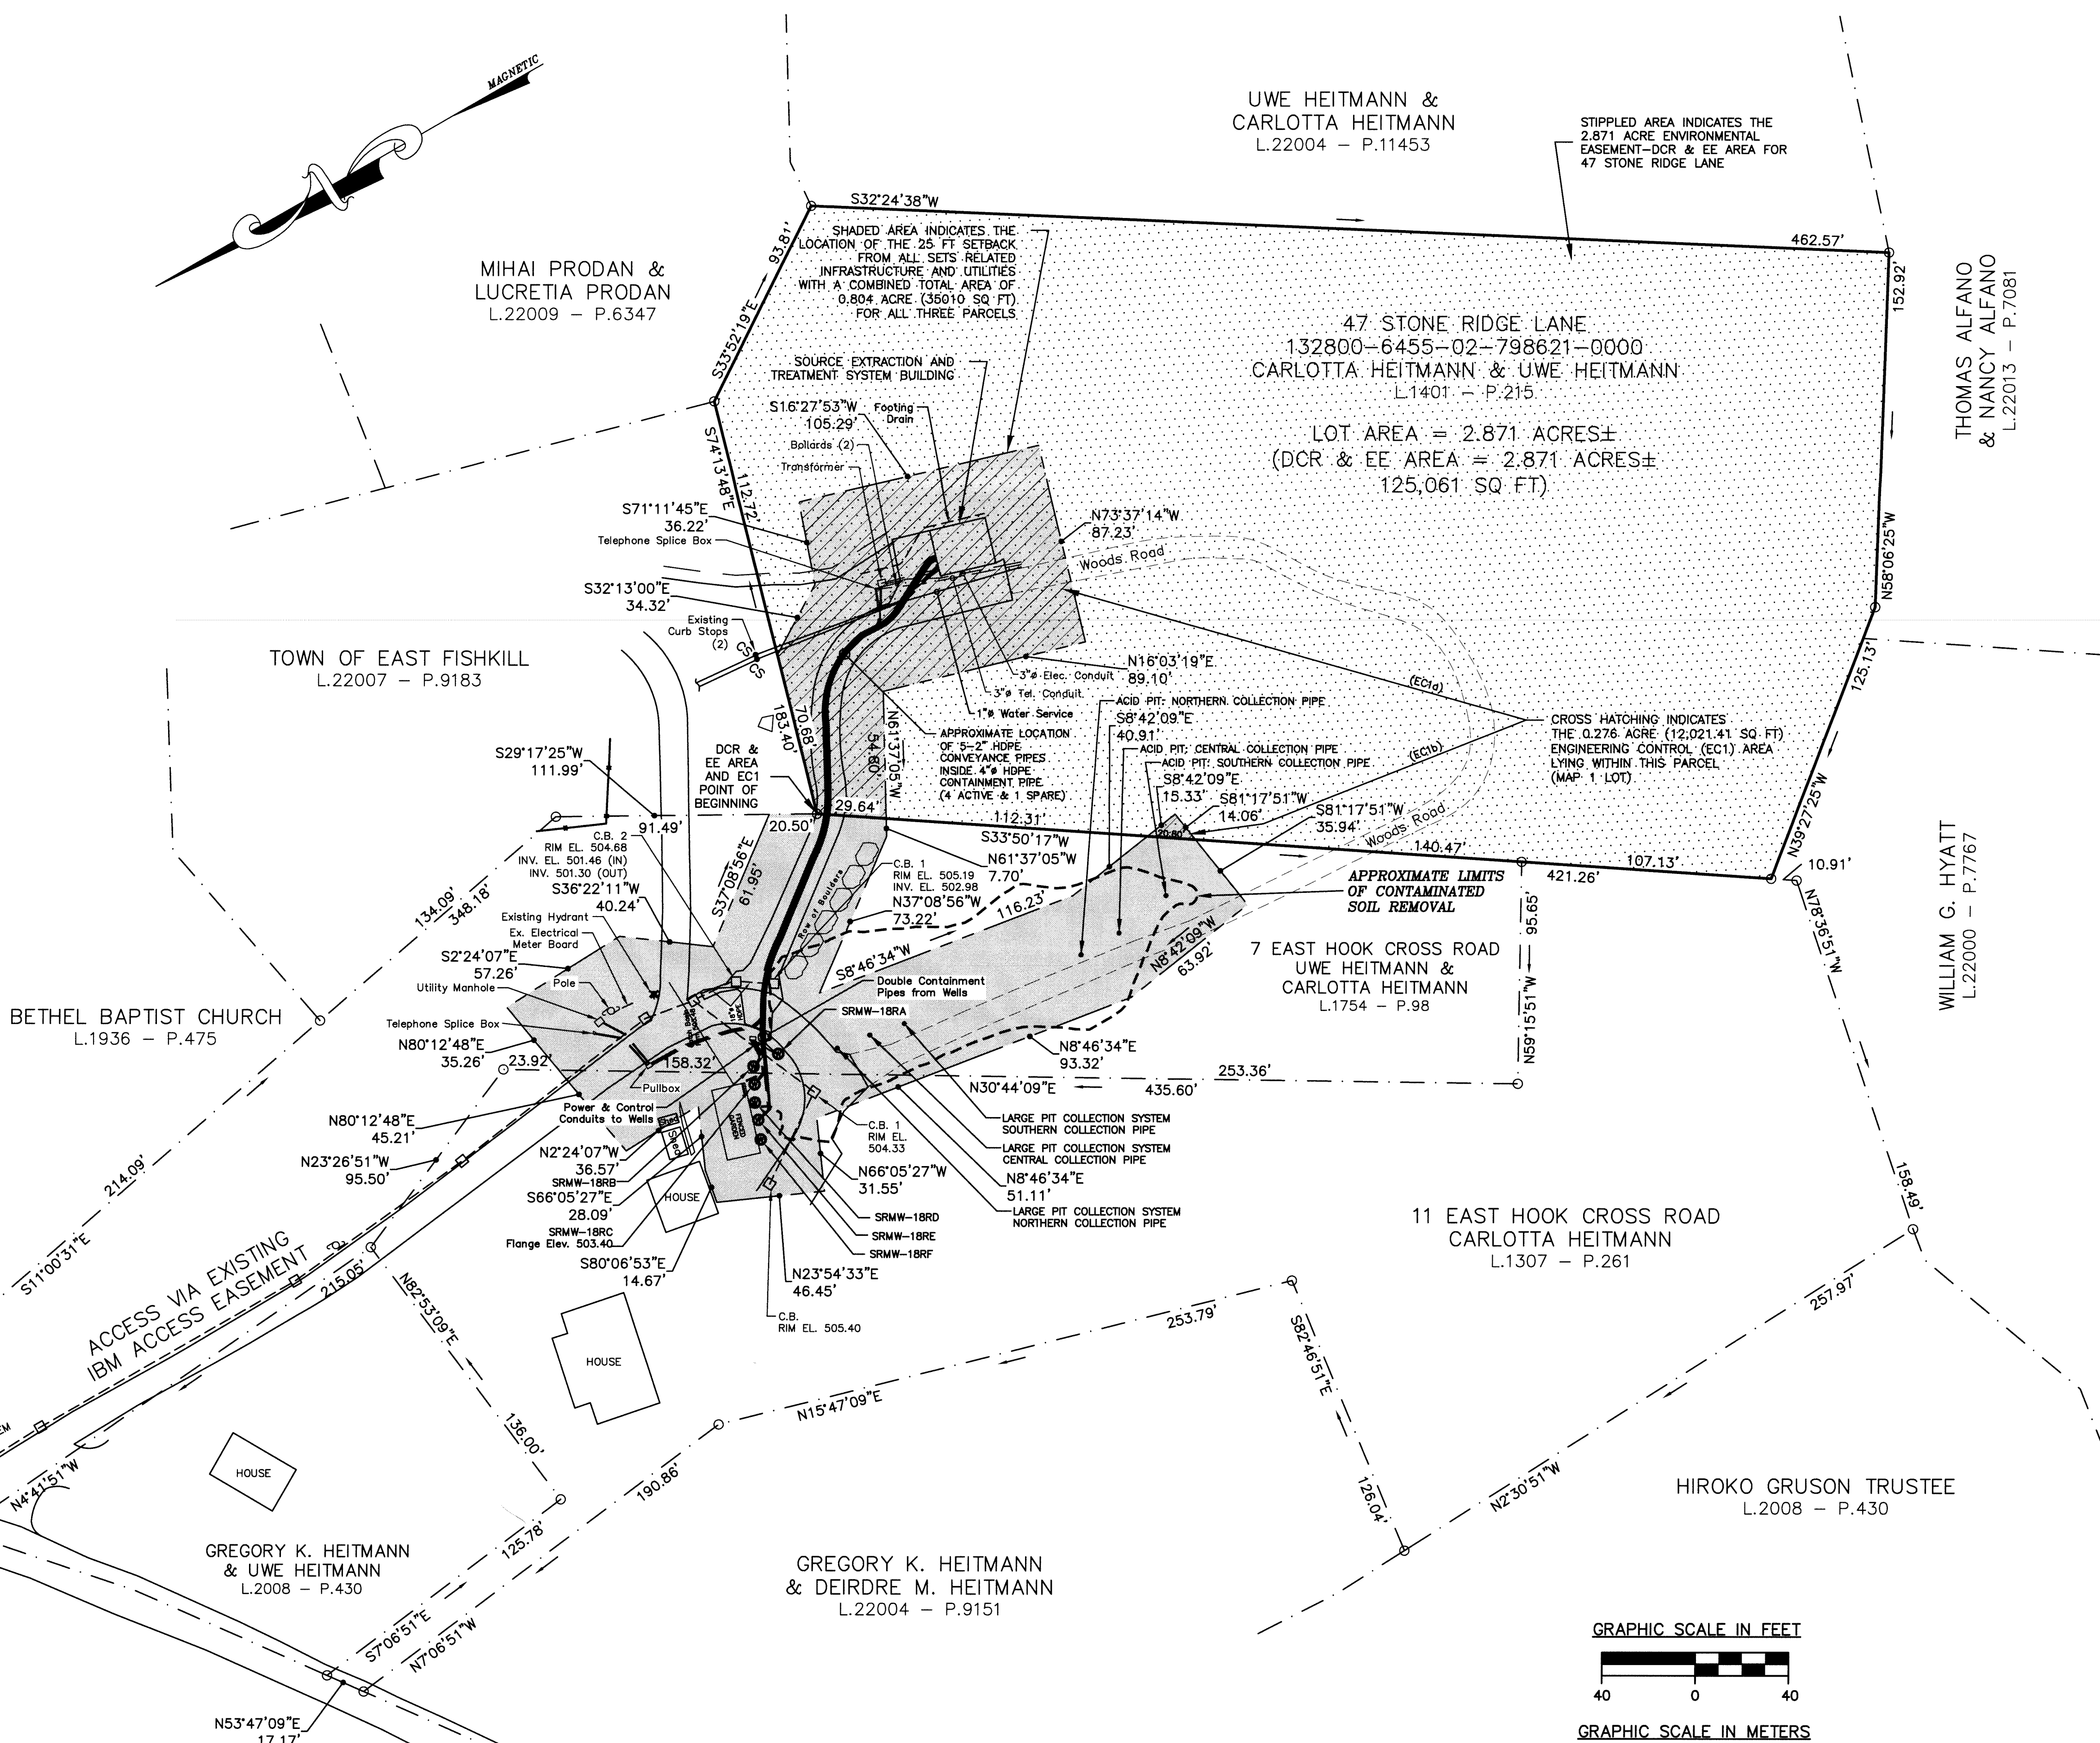 MAGNETIC
UWE HEITMANN &
CARLOTTA HEITMANN
L.22004 – P.11453
STIPPLED AREA INDICATES THE
2.871 ACRE ENVIRONMENTAL
EASEMENT-DCR & EE AREA FOR
47 STONE RIDGE LANE
S32°24'38"W
462.57'
93.81'
S33°52'19"E
SHADED AREA INDICATES THE
LOCATION OF THE 25 FT SETBACK
FROM ALL SETS RELATED
INFRASTRUCTURE AND UTILITIES
WITH A COMBINED TOTAL AREA OF
0.804 ACRE (35010 SQ FT)
FOR ALL THREE PARCELS
MIHAI PRODAN &
LUCRETIA PRODAN
L.22009 – P.6347
THOMAS ALFANO
& NANCY ALFANO
L.22013 – P.7081
152.92'
47 STONE RIDGE LANE
132800-6455-02-798621-0000
CARLOTTA HEITMANN & UWE HEITMANN
L.1401 – P.215
LOT AREA = 2.871 ACRES±
(DCR & EE AREA = 2.871 ACRES±
125,061 SQ FT)
SOURCE EXTRACTION AND
TREATMENT SYSTEM BUILDING
S16°27'53"W
105.29'
Footing
Drain
Bollards (2)
Transformer
S74°13'48"E
112.72'
S71°11'45"E
36.22'
Telephone Splice Box
N73°37'14"W
87.23'
Woods Road
N58°06'25"W
S32°13'00"E
34.32'
Existing
Curb Stops
(2)
CS
CS
TOWN OF EAST FISHKILL
L.22007 – P.9183
N16°03'19"E
89.10'
3"ø Elec. Conduit
3"ø Tel. Conduit
1"ø Water Service
125.13'
(EC1a)
(EC1b)
ACID PIT: NORTHERN COLLECTION PIPE
S8°42'09"E
40.91'
ACID PIT: CENTRAL COLLECTION PIPE
ACID PIT: SOUTHERN COLLECTION PIPE
S8°42'09"E
15.33'
S81°17'51"W
14.06'
S81°17'51"W
35.94'
20.80'
CROSS HATCHING INDICATES
THE 0.276 ACRE (12,021.41 SQ FT)
ENGINEERING CONTROL (EC1) AREA
LYING WITHIN THIS PARCEL
(MAP 1 LOT)
70.68'
183.40'
N61°37'05"W
54.60'
APPROXIMATE LOCATION
OF 5-2" HDPE
CONVEYANCE PIPES
INSIDE 4"ø HDPE
CONTAINMENT PIPE
(4 ACTIVE & 1 SPARE)
DCR &
EE AREA
AND EC1
POINT OF
BEGINNING
S29°17'25"W
111.99'
29.64'
20.50'
91.49'
112.31'
S33°50'17"W
140.47'
Woods Road
107.13'
421.26'
N39°27'25"W
10.91'
C.B. 2
RIM EL. 504.68
INV. EL. 501.46 (IN)
INV. 501.30 (OUT)
S36°22'11"W
40.24'
S37°08'56"E
61.95'
Row of Boulders
C.B. 1
RIM EL. 505.19
INV. EL. 502.98
N61°37'05"W
7.70'
N37°08'56"W
73.22'
116.23'
S8°46'34"W
APPROXIMATE LIMITS
OF CONTAMINATED
SOIL REMOVAL
N8°42'09"W
63.92'
95.65'
N59°15'51"W
N78°36'51"W
WILLIAM G. HYATT
L.22000 – P.7767
7 EAST HOOK CROSS ROAD
UWE HEITMANN &
CARLOTTA HEITMANN
L.1754 – P.98
134.09'
348.18'
Existing Hydrant
Ex. Electrical
Meter Board
S2°24'07"E
57.26'
Utility Manhole
Pole
Telephone Splice Box
N80°12'48"E
35.26'
23.92'
BETHEL BAPTIST CHURCH
L.1936 – P.475
Double Containment
Pipes from Wells
SRMW-18RA
158.32'
Pullbox
Power & Control
Conduits to Wells
N8°46'34"E
93.32'
253.36'
N30°44'09"E
435.60'
N80°12'48"E
45.21'
N23°26'51"W
95.50'
Shed
FENCED
GARDEN
N2°24'07"W
36.57'
SRMW-18RB
S66°05'27"E
28.09'
SRMW-18RC
Flange Elev. 503.40
HOUSE
S80°06'53"E
14.67'
C.B. 1
RIM EL.
504.33
N66°05'27"W
31.55'
LARGE PIT COLLECTION SYSTEM
SOUTHERN COLLECTION PIPE
LARGE PIT COLLECTION SYSTEM
CENTRAL COLLECTION PIPE
N8°46'34"E
51.11'
LARGE PIT COLLECTION SYSTEM
NORTHERN COLLECTION PIPE
SRMW-18RD
SRMW-18RE
SRMW-18RF
N23°54'33"E
46.45'
C.B.
RIM EL. 505.40
214.09'
S11°00'31"E
ACCESS VIA EXISTING
IBM ACCESS EASEMENT
215.05'
N82°53'09"E
136.00'
HOUSE
11 EAST HOOK CROSS ROAD
CARLOTTA HEITMANN
L.1307 – P.261
158.49'
253.79'
N15°47'09"E
S82°46'51"E
126.04'
257.97'
N2°30'51"W
N4°41'51"W
HOUSE
190.86'
125.78'
S7°06'51"E
N7°06'51"W
GREGORY K. HEITMANN
& UWE HEITMANN
L.2008 – P.430
GREGORY K. HEITMANN
& DEIRDRE M. HEITMANN
L.22004 – P.9151
HIROKO GRUSON TRUSTEE
L.2008 – P.430
N53°47'09"E
17.17'
GRAPHIC SCALE IN FEET
40 0 40
GRAPHIC SCALE IN METERS